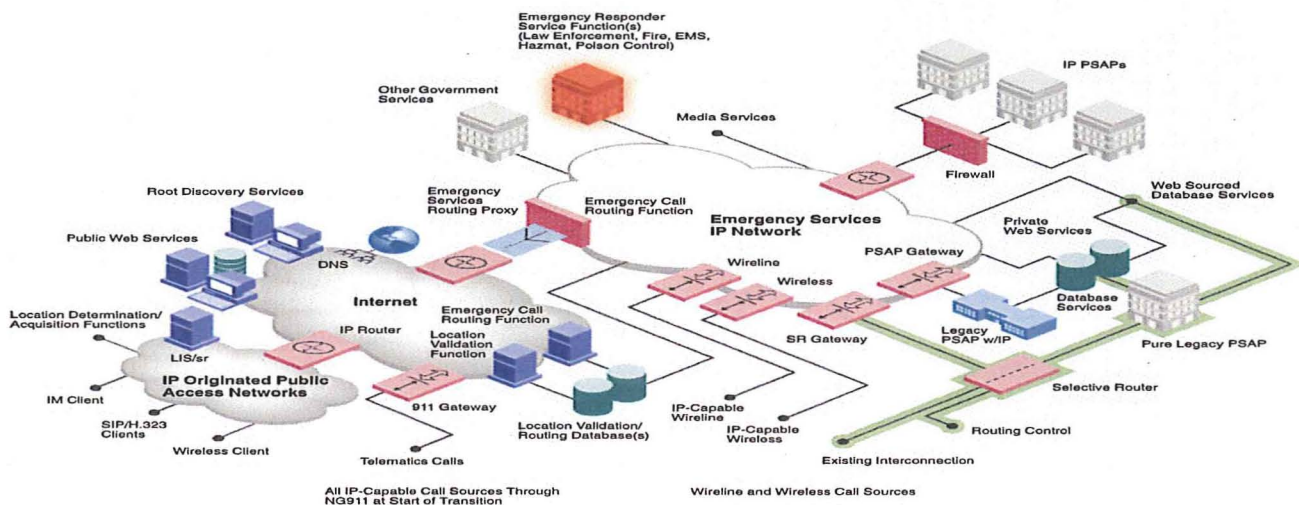 Emergency Responder
Service Function(s)
(Law Enforcement, Fire, EMS,
Hazmat, Poison Control)
IP PSAPs
Other Government
Services
Media Services
Firewall
Root Discovery Services
Emergency
Services
Routing Proxy
Emergency Call
Routing Function
Emergency Services
IP Network
Web Sourced
Database Services
Private
Web Services
Public Web Services
DNS
PSAP Gateway
Wireline
Wireless
Internet
Database
Services
Location Determination/
Acquisition Functions
Emergency Call
Routing Function
IP Router
Location
Validation
Function
SR Gateway
Legacy
PSAP w/IP
Pure Legacy PSAP
LIS/sr
IP Originated Public
Access Networks
Selective Router
IM Client
911 Gateway
SIP/H.323
Clients
Location Validation/
Routing Database(s)
IP-Capable
Wireline
IP-Capable
Wireless
Routing Control
Wireless Client
Telematics Calls
Existing Interconnection
All IP-Capable Call Sources Through
NG911 at Start of Transition
Wireline and Wireless Call Sources